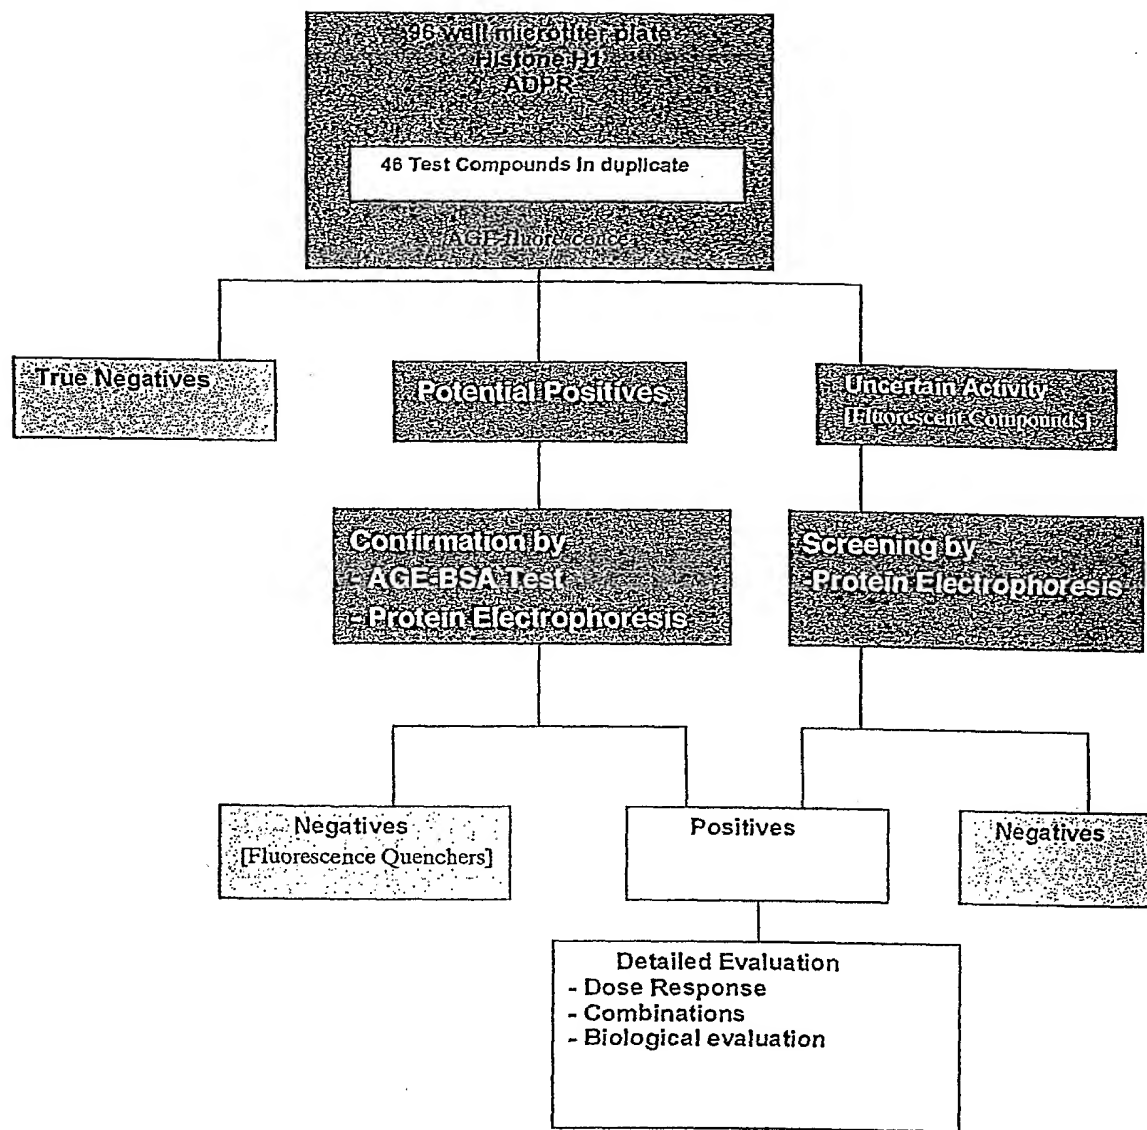 96 well microtiter plate
Histone H1
ADPR
46 Test Compounds in duplicate
AGE-fluorescence
True Negatives
Potential Positives
Uncertain Activity
[Fluorescent Compounds]
Confirmation by
- AGE-BSA Test
- Protein Electrophoresis
Screening by
-Protein Electrophoresis
Negatives
[Fluorescence Quenchers]
Positives
Negatives
Detailed Evaluation
- Dose Response
- Combinations
- Biological evaluation